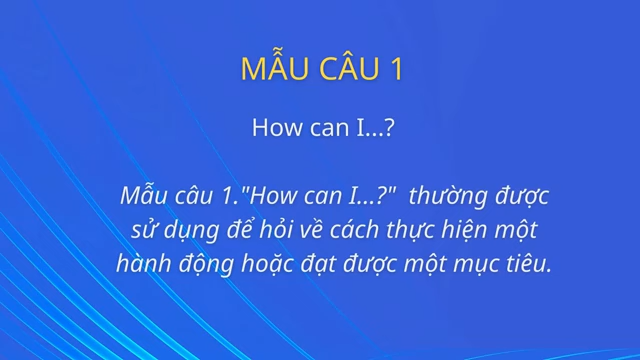 MẪU CÂU 1
How can I...?
Mẫu câu 1."How can I...?" thường được
sử dụng để hỏi về cách thực hiện một
hành động hoặc đạt được một mục tiêu.